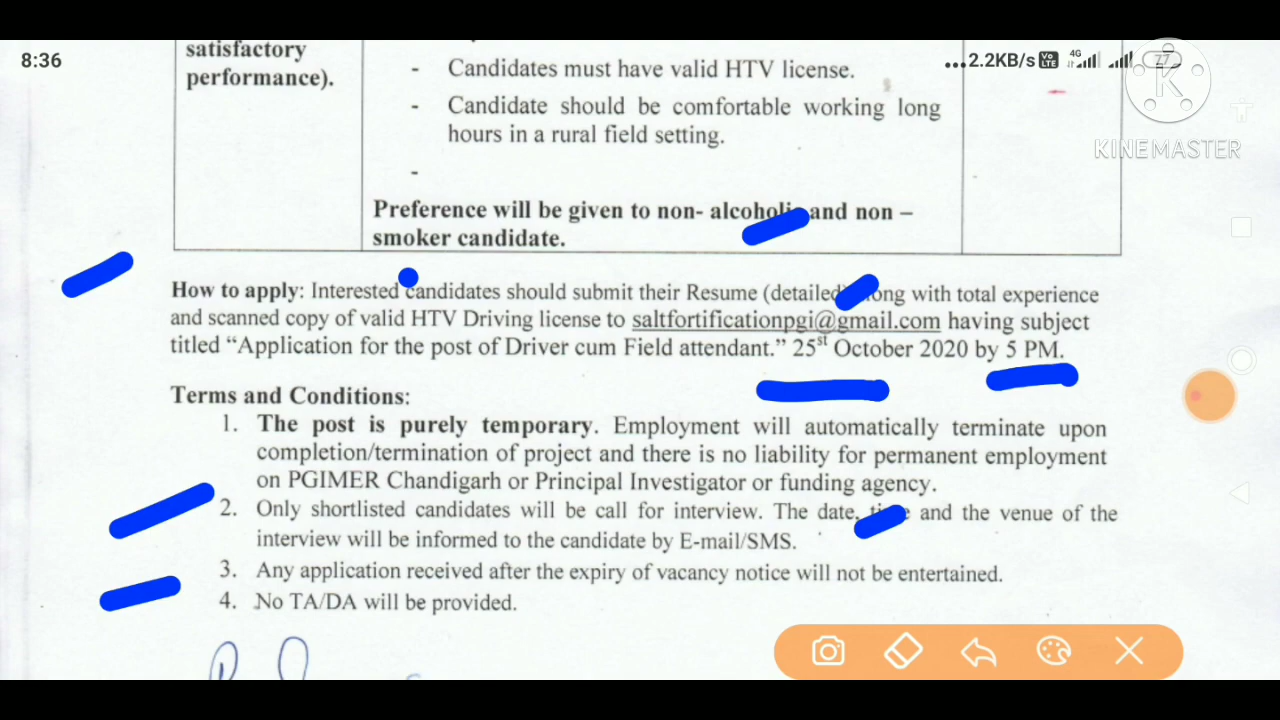 8:36
...2.2KB/s Vo LTE 4G 77
KINEMASTER
satisfactory
performance).
- Candidates must have valid HTV license.
- Candidate should be comfortable working long
hours in a rural field setting.
-
Preference will be given to non- alcoholic and non –
smoker candidate.
How to apply: Interested candidates should submit their Resume (detailed) along with total experience
and scanned copy of valid HTV Driving license to saltfortificationpgi@gmail.com having subject
titled “Application for the post of Driver cum Field attendant.” 25st October 2020 by 5 PM.
Terms and Conditions:
1. The post is purely temporary. Employment will automatically terminate upon
completion/termination of project and there is no liability for permanent employment
on PGIMER Chandigarh or Principal Investigator or funding agency.
2. Only shortlisted candidates will be call for interview. The date, time and the venue of the
interview will be informed to the candidate by E-mail/SMS.
3. Any application received after the expiry of vacancy notice will not be entertained.
4. No TA/DA will be provided.